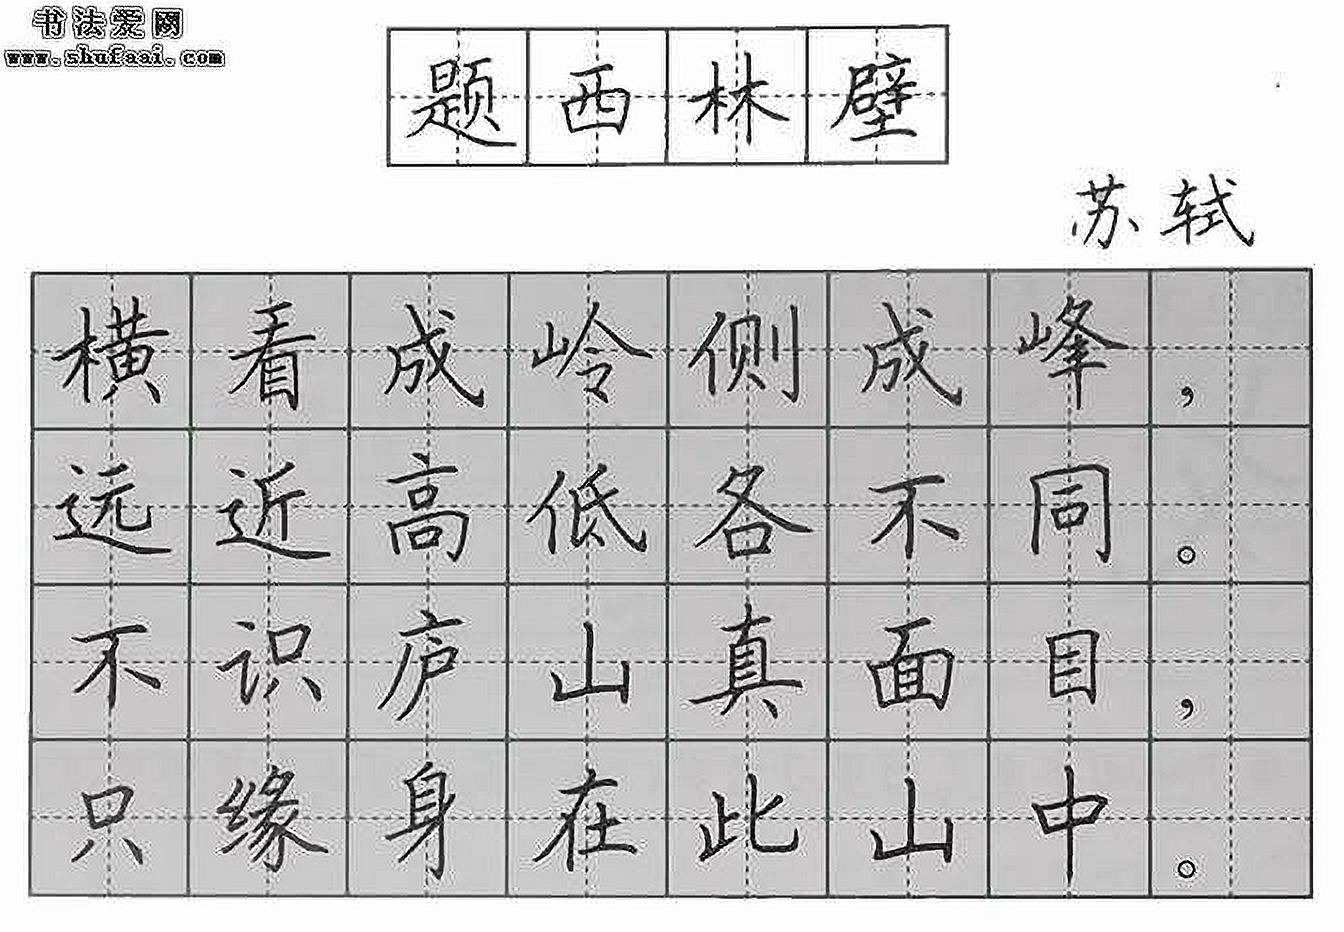 书法爱网
www.shufaai.com
题西林壁
苏轼
横看成岭侧成峰，
远近高低各不同。
不识庐山真面目，
只缘身在此山中。